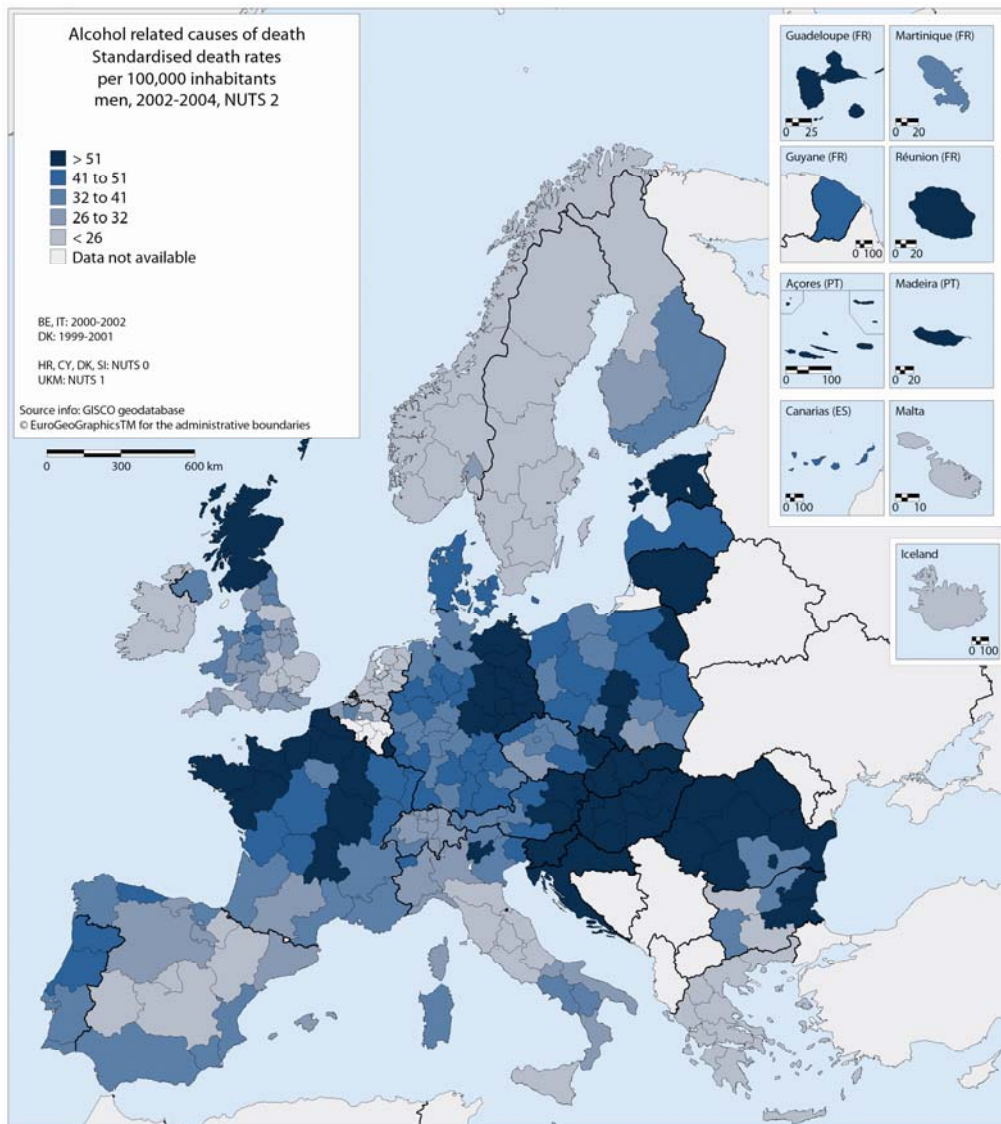 Alcohol related causes of death
Standardised death rates
per 100,000 inhabitants
men, 2002-2004, NUTS 2
> 51
41 to 51
32 to 41
26 to 32
< 26
Data not available
BE, IT: 2000-2002
DK: 1999-2001
HR, CY, DK, SI: NUTS 0
UKM: NUTS 1
Source info: GISCO geodatabase
© EuroGeoGraphicsTM for the administrative boundaries
0 300 600 km
Guadeloupe (FR)
0 25
Martinique (FR)
0 20
Guyane (FR)
0 100
Réunion (FR)
0 20
Açores (PT)
0 100
Madeira (PT)
0 20
Canarias (ES)
0 100
Malta
0 10
Iceland
0 100